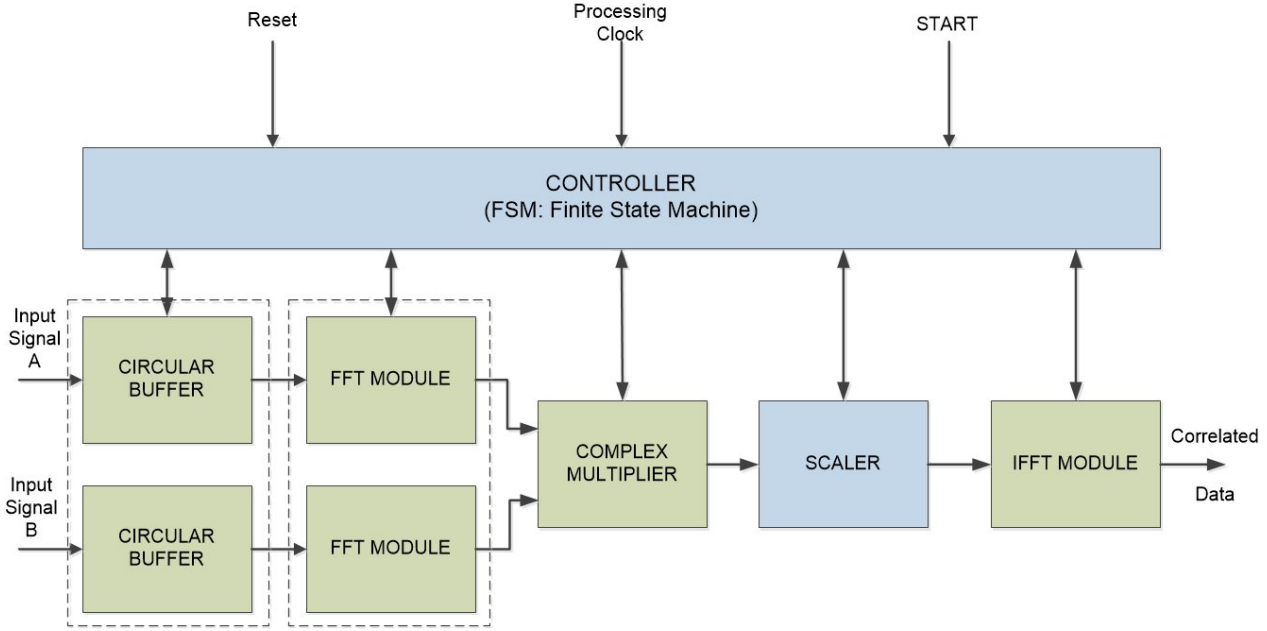 Reset
Processing
Clock
START
CONTROLLER
(FSM: Finite State Machine)
Input
Signal
A
CIRCULAR
BUFFER
FFT MODULE
COMPLEX
MULTIPLIER
SCALER
IFFT MODULE
Correlated
Data
Input
Signal
B
CIRCULAR
BUFFER
FFT MODULE